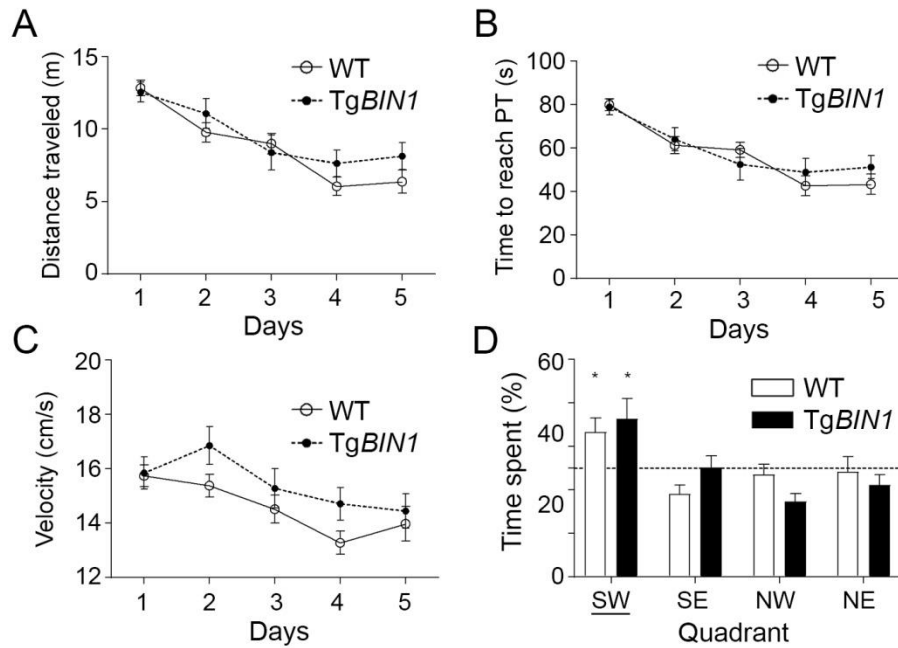 A
Distance traveled (m)
15
10
5
0
WT
TgBIN1
1 2 3 4 5
Days
B
Time to reach PT (s)
100
80
60
40
20
0
WT
TgBIN1
1 2 3 4 5
Days
C
Velocity (cm/s)
20
18
16
14
12
WT
TgBIN1
1 2 3 4 5
Days
D
Time spent (%)
60
40
20
0
* *
WT
TgBIN1
SW SE NW NE
Quadrant